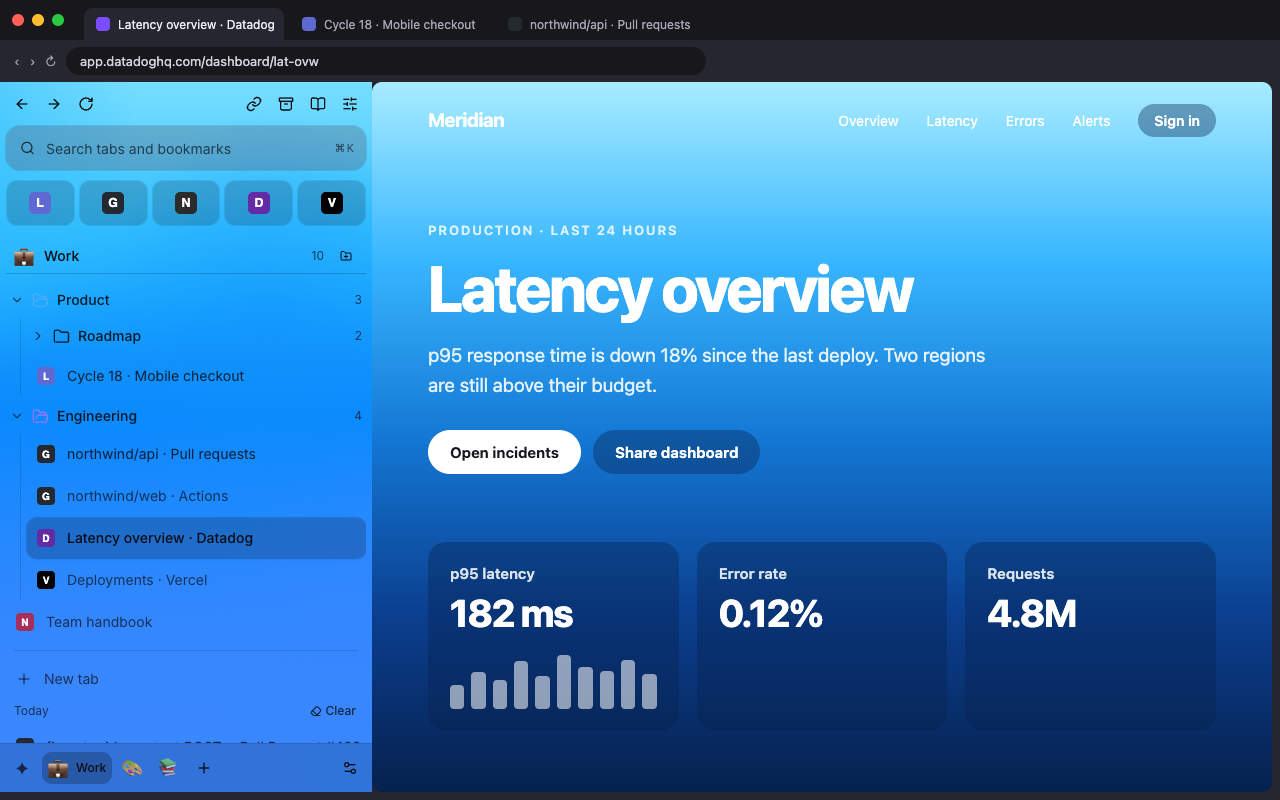 Latency overview · Datadog
Cycle 18 · Mobile checkout
northwind/api · Pull requests
app.datadoghq.com/dashboard/lat-ovw
Search tabs and bookmarks
⌘K
L
G
N
D
V
Work
10
Product
3
Roadmap
2
L
Cycle 18 · Mobile checkout
Engineering
4
G
northwind/api · Pull requests
G
northwind/web · Actions
D
Latency overview · Datadog
V
Deployments · Vercel
N
Team handbook
New tab
Today
Clear
Work
Meridian
Overview
Latency
Errors
Alerts
Sign in
PRODUCTION · LAST 24 HOURS
Latency overview
p95 response time is down 18% since the last deploy. Two regions
are still above their budget.
Open incidents
Share dashboard
p95 latency
182 ms
Error rate
0.12%
Requests
4.8M